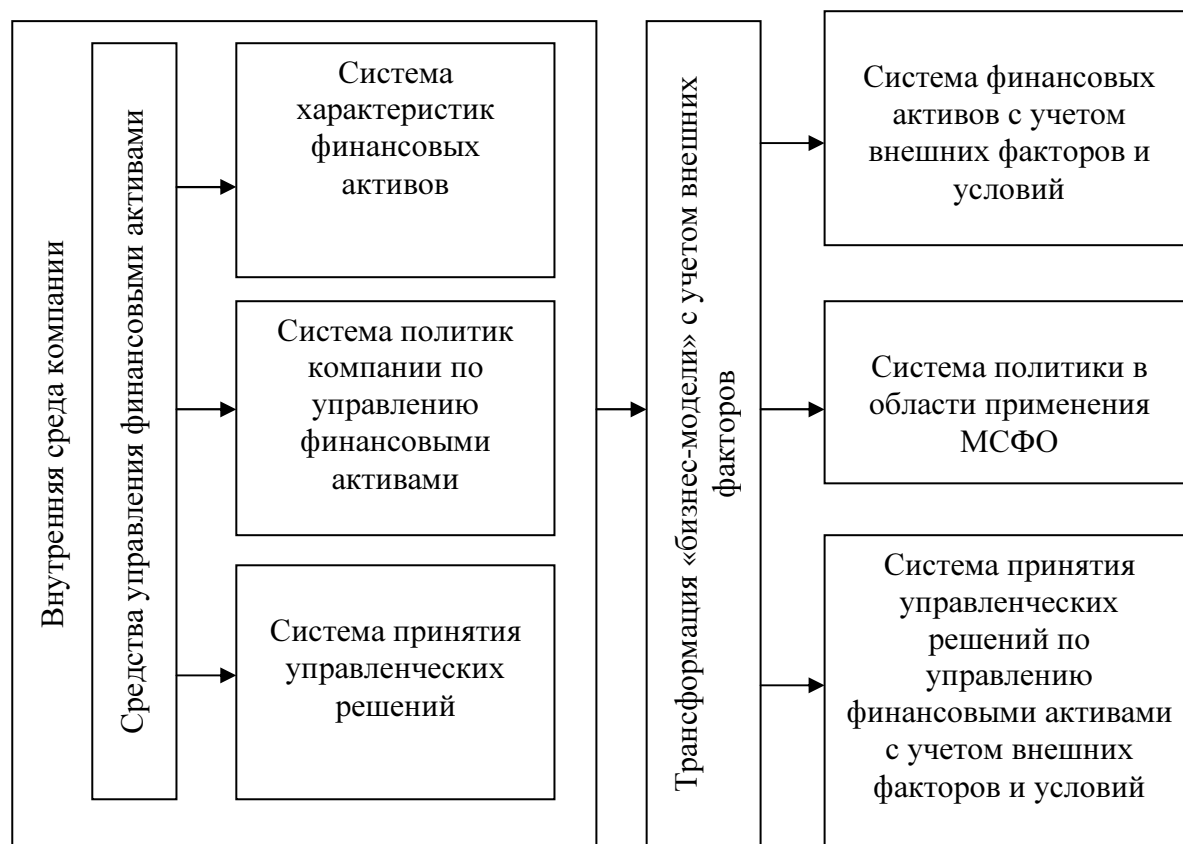 Внутренняя среда компании
Средства управления финансовыми активами
Система
характеристик
финансовых
активов
Система политик
компании по
управлению
финансовыми
активами
Система принятия
управленческих
решений
Трансформация «бизнес-модели» с учетом внешних
факторов
Система финансовых
активов с учетом
внешних факторов и
условий
Система политики в
области применения
МСФО
Система принятия
управленческих
решений по
управлению
финансовыми активами
с учетом внешних
факторов и условий